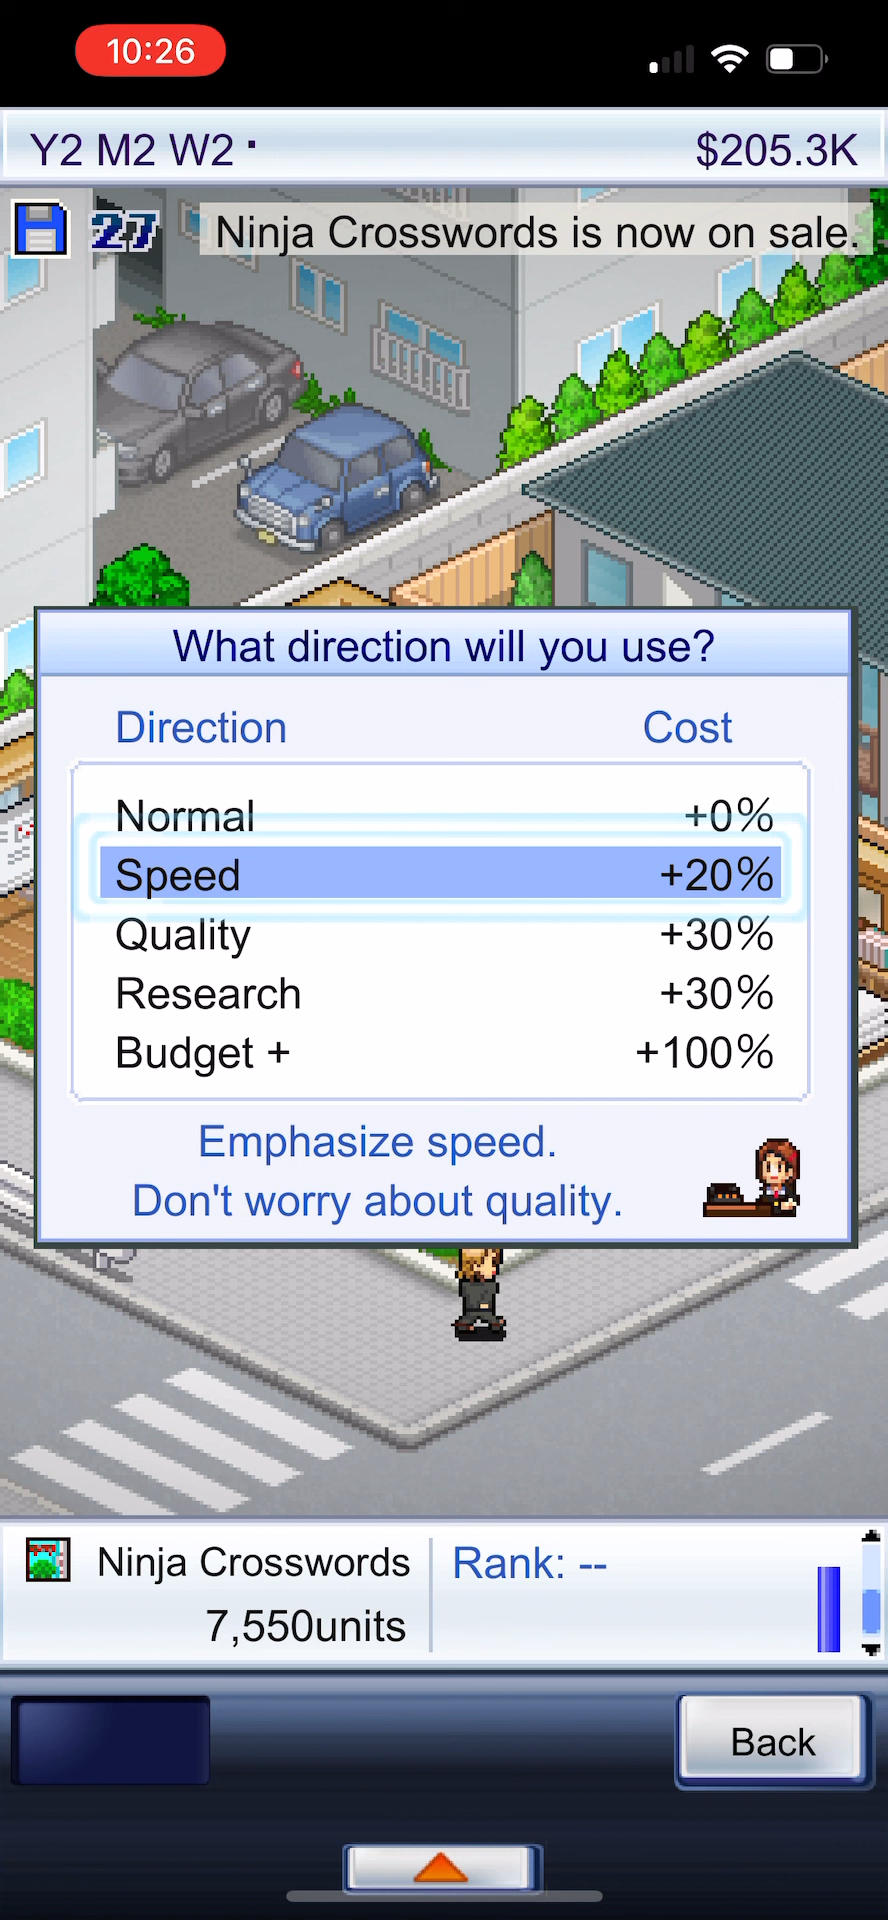 10:26
Y2 M2 W2 $205.3K
27 Ninja Crosswords is now on sale.
What direction will you use?
Direction Cost
Normal +0%
Speed +20%
Quality +30%
Research +30%
Budget + +100%
Emphasize speed.
Don't worry about quality.
Ninja Crosswords Rank: --
7,550units
Back